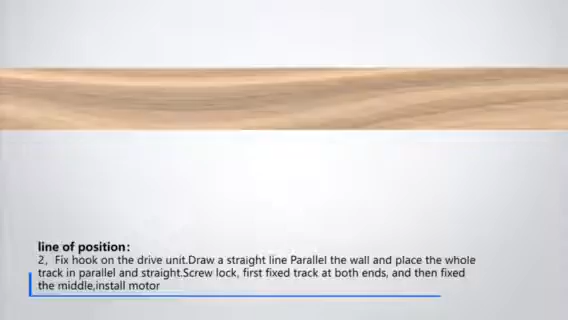 line of position：
2，Fix hook on the drive unit.Draw a straight line Parallel the wall and place the whole
track in parallel and straight.Screw lock, first fixed track at both ends, and then fixed
the middle,install motor